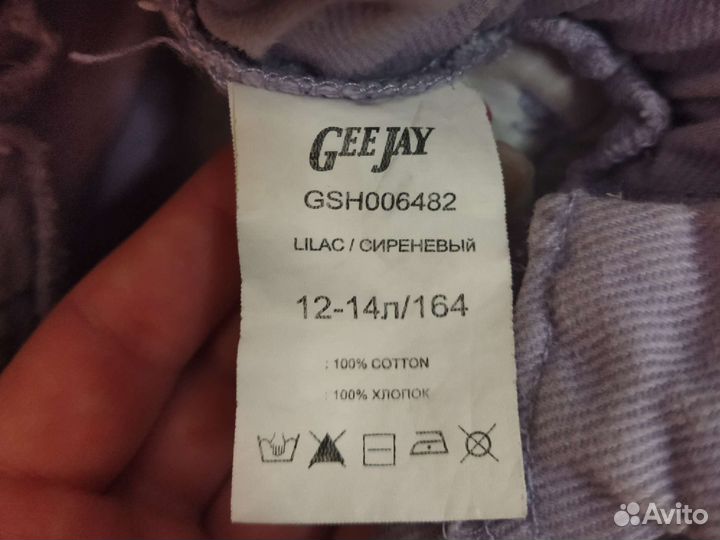 GEE JAY
GSH006482
LILAC / СИРЕНЕВЫЙ
12-14л/164
: 100% COTTON
: 100% ХЛОПОК
Avito